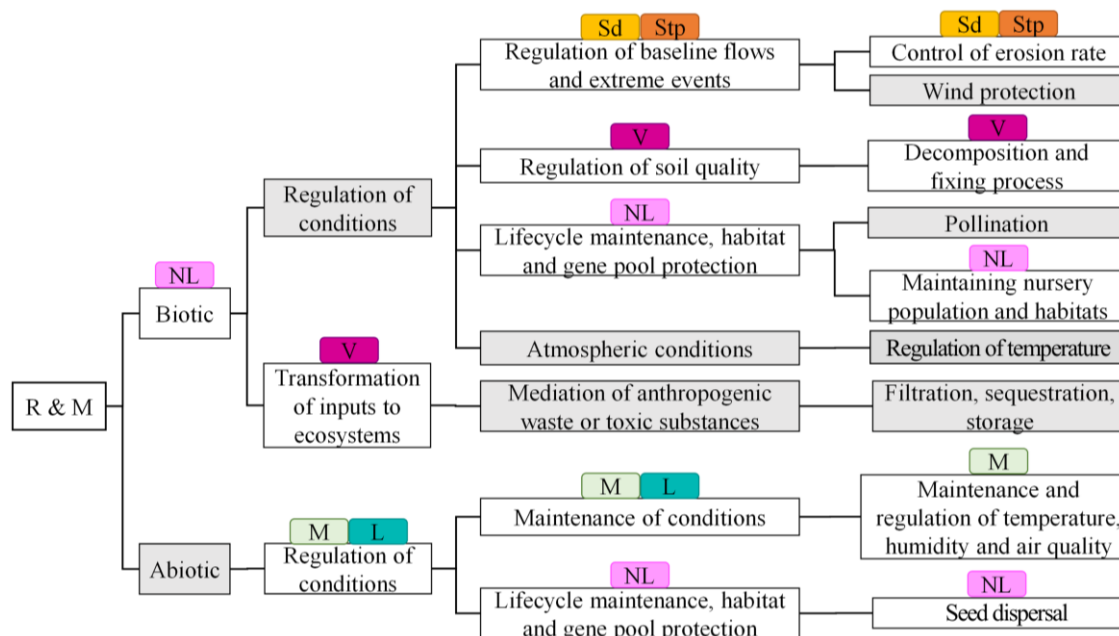 Sd Stp
Regulation of baseline flows
and extreme events
Sd Stp
Control of erosion rate
Wind protection
V
Regulation of soil quality
V
Decomposition and
fixing process
Regulation of
conditions
NL
Lifecycle maintenance, habitat
and gene pool protection
Pollination
NL
Maintaining nursery
population and habitats
NL
Biotic
Atmospheric conditions
Regulation of temperature
V
Transformation
of inputs to
ecosystems
Mediation of anthropogenic
waste or toxic substances
Filtration, sequestration,
storage
R & M
M L
Maintenance of conditions
M
Maintenance and
regulation of temperature,
humidity and air quality
Abiotic
M L
Regulation of
conditions
NL
Lifecycle maintenance, habitat
and gene pool protection
NL
Seed dispersal